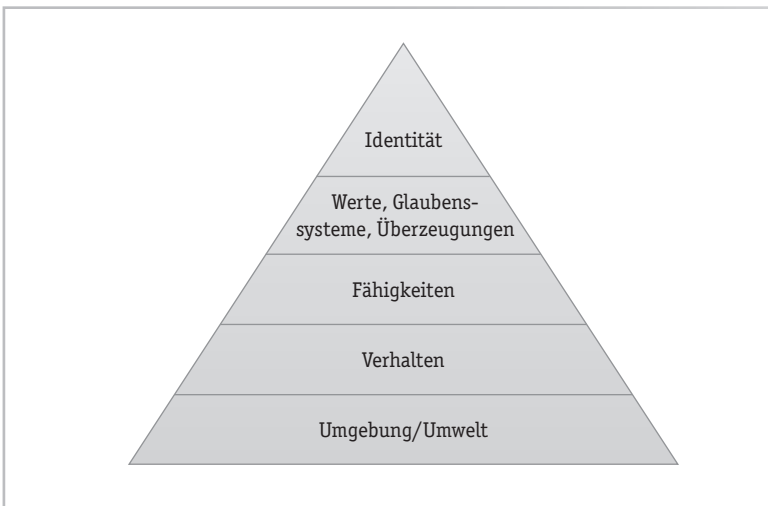 Identität
Werte, Glaubens-
systeme, Überzeugungen
Fähigkeiten
Verhalten
Umgebung/Umwelt